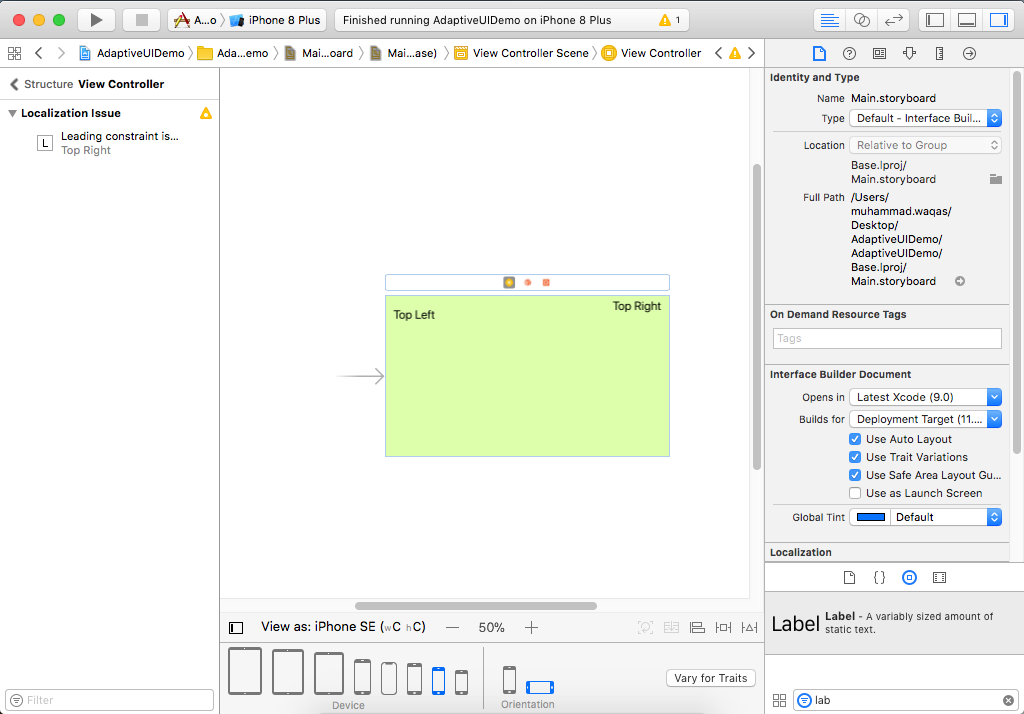 A...o
iPhone 8 Plus
Finished running AdaptiveUIDemo on iPhone 8 Plus
1
AdaptiveUIDemo
Ada...emo
Mai...oard
Mai...ase)
View Controller Scene
View Controller
Structure View Controller
Localization Issue
L
Leading constraint is...
Top Right
Filter
Top Left
Top Right
View as: iPhone SE (wC hC)
50%
Device
Orientation
Vary for Traits
Identity and Type
Name Main.storyboard
Type Default - Interface Buil...
Location Relative to Group
Base.lproj/
Main.storyboard
Full Path /Users/
muhammad.waqas/
Desktop/
AdaptiveUIDemo/
AdaptiveUIDemo/
Base.lproj/
Main.storyboard
On Demand Resource Tags
Tags
Interface Builder Document
Opens in Latest Xcode (9.0)
Builds for Deployment Target (11....
Use Auto Layout
Use Trait Variations
Use Safe Area Layout Gu...
Use as Launch Screen
Global Tint Default
Localization
{}
Label
Label - A variably sized amount of
static text.
lab